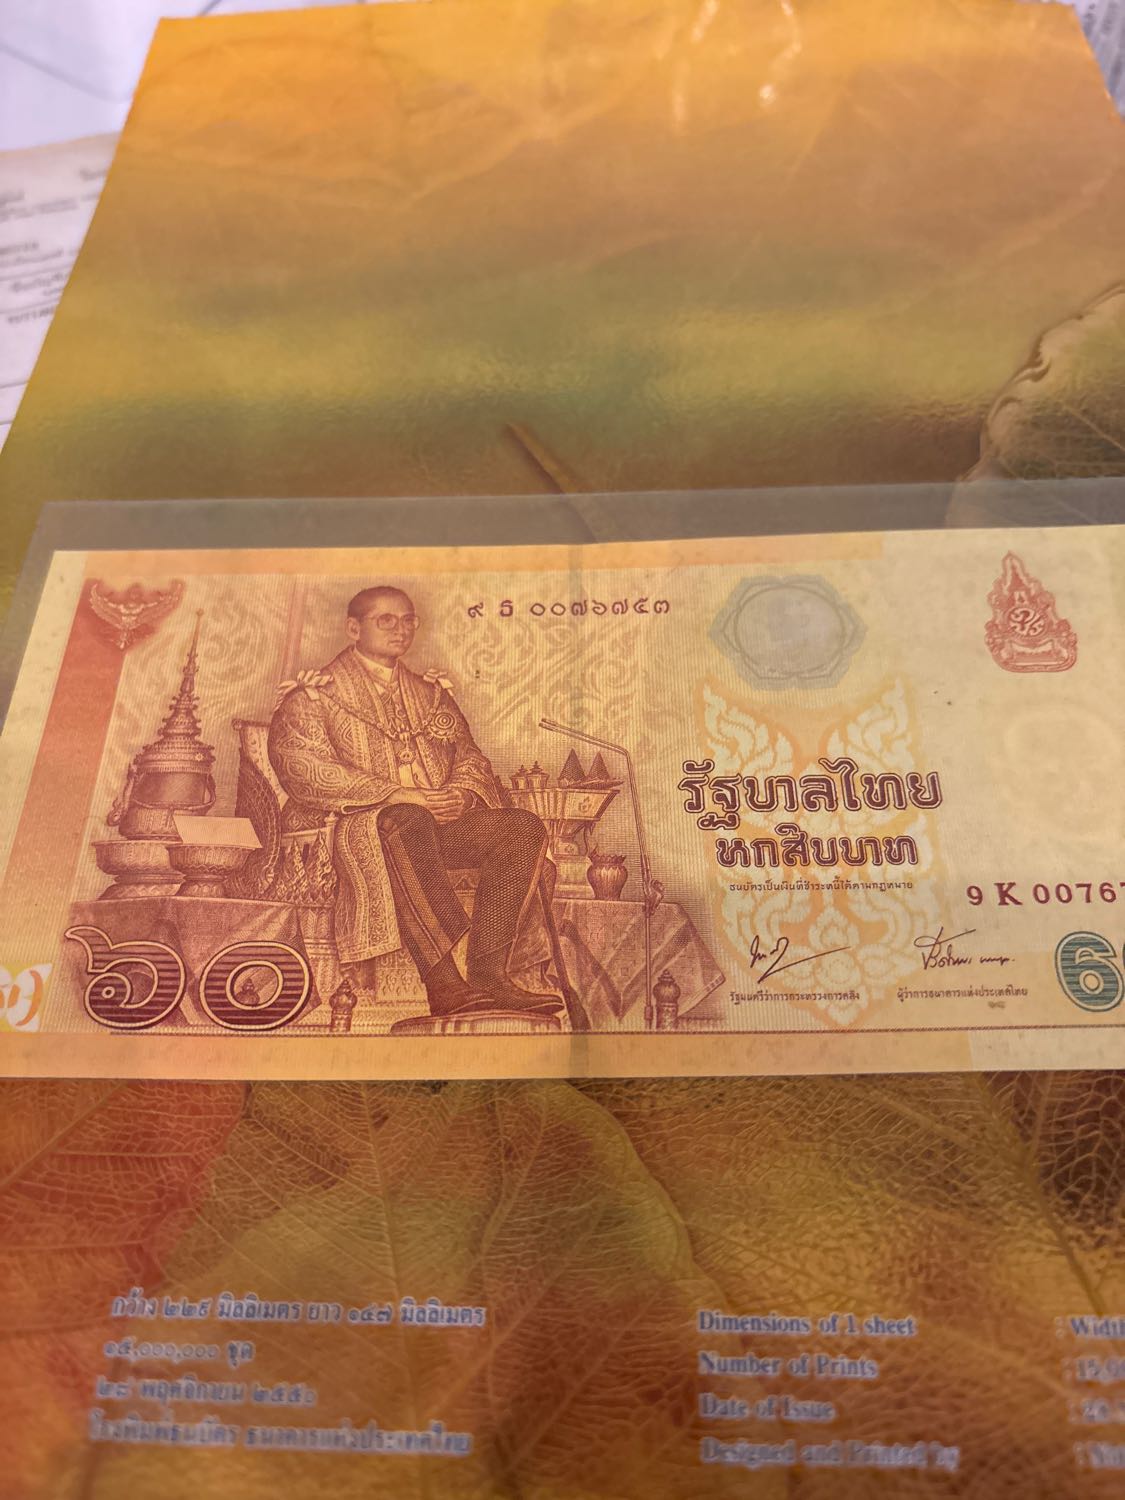 ๙ ธ ๐๐๗๖๗๕๓
รัฐบาลไทย
หกสิบบาท
ธนบัตรเป็นเงินที่ชำระหนี้ได้ตามกฎหมาย
9 K 0076
รัฐมนตรีว่าการกระทรวงการคลัง
ผู้ว่าการธนาคารแห่งประเทศไทย
๖๐
6
กว้าง ๒๒๙ มิลลิเมตร ยาว ๑๔๗ มิลลิเมตร
๑๕,๐๐๐,๐๐๐ ชุด
๒๘ พฤศจิกายน ๒๕๕๐
โรงพิมพ์ธนบัตร ธนาคารแห่งประเทศไทย
Dimensions of 1 sheet
: Width
Number of Prints
Date of Issue
Designed and Printed by